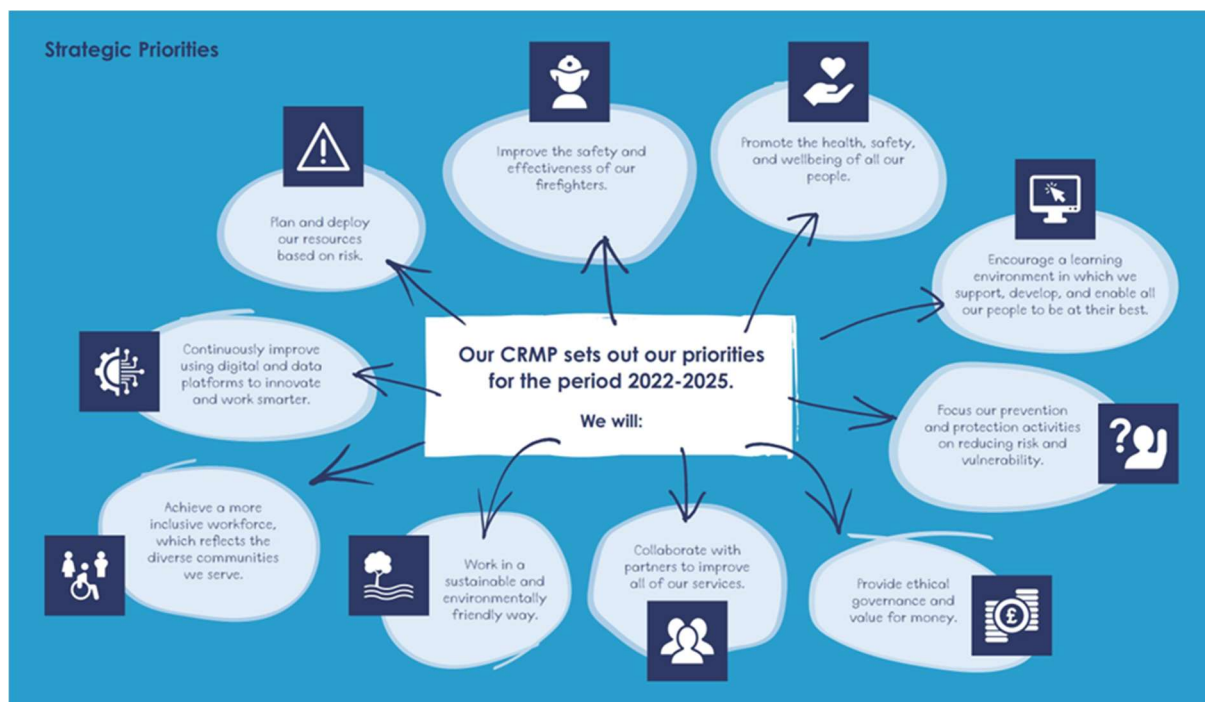 Strategic Priorities
Plan and deploy
our resources
based on risk.
Improve the safety and
effectiveness of our
firefighters.
Promote the health, safety,
and wellbeing of all our
people.
Encourage a learning
environment in which we
support, develop, and enable all
our people to be at their best.
Continuously improve
using digital and data
platforms to innovate
and work smarter.
Our CRMP sets out our priorities
for the period 2022-2025.
We will:
Focus our prevention
and protection activities
on reducing risk and
vulnerability.
Achieve a more
inclusive workforce,
which reflects the
diverse communities
we serve.
Work in a
sustainable and
environmentally
friendly way.
Collaborate with
partners to improve
all of our services.
Provide ethical
governance and
value for money.